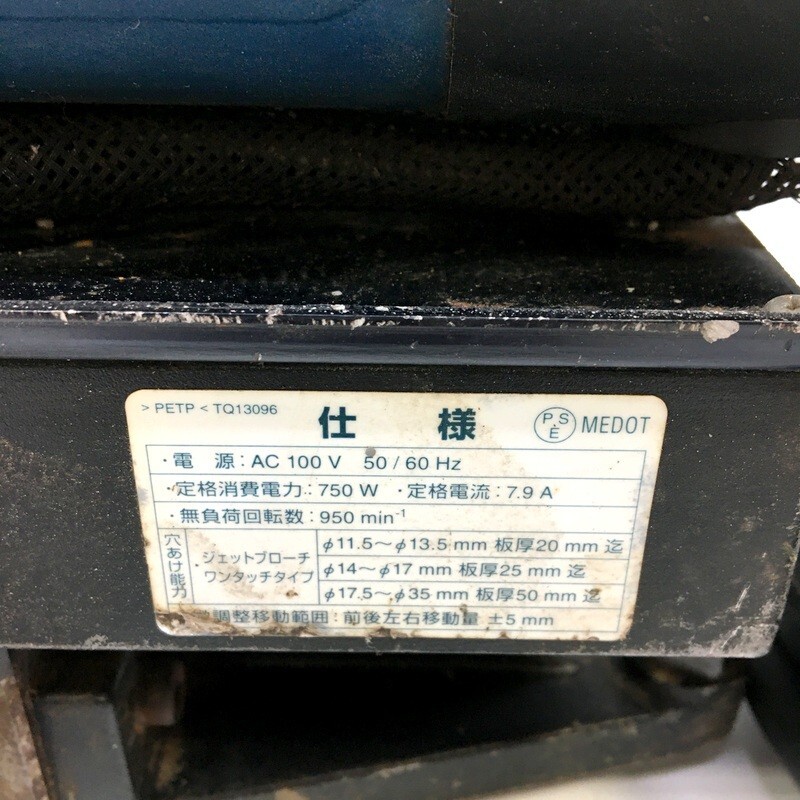 > PETP < TQ13096
仕様
PSE MEDOT
・電源：AC 100 V 50 / 60 Hz
・定格消費電力：750 W ・定格電流：7.9 A
・無負荷回転数：950 min⁻¹
穴あけ能力
・ジェットブローチ
ワンタッチタイプ
φ11.5～φ13.5 mm 板厚20 mm 迄
φ14～φ17 mm 板厚25 mm 迄
φ17.5～φ35 mm 板厚50 mm 迄
調整移動範囲：前後左右移動量 ±5 mm